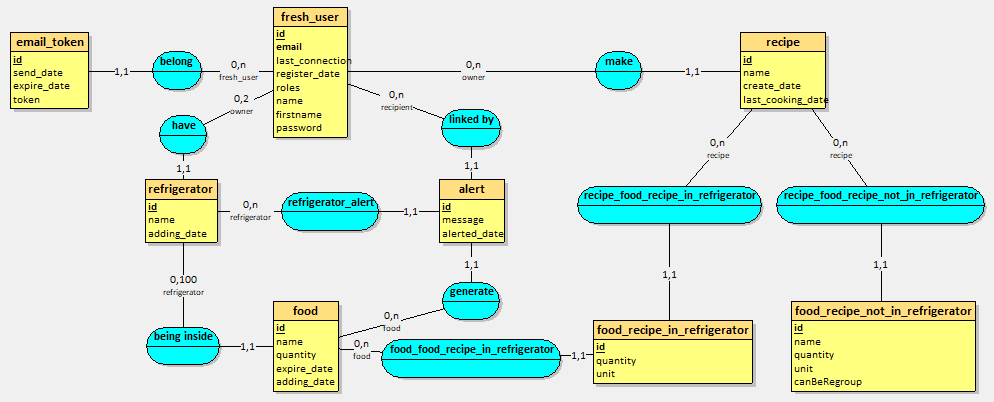 fresh_user
id
email
last_connection
register_date
roles
name
firstname
password
email_token
id
send_date
expire_date
token
recipe
id
name
create_date
last_cooking_date
belong
1,1
0,n
fresh_user
0,n
owner
make
1,1
0,2
owner
have
1,1
0,n
recipient
linked by
1,1
0,n
recipe
0,n
recipe
refrigerator
id
name
adding_date
0,n
refrigerator
refrigerator_alert
1,1
alert
id
message
alerted_date
recipe_food_recipe_in_refrigerator
recipe_food_recipe_not_in_refrigerator
1,1
1,1
1,1
0,100
refrigerator
generate
0,n
food
being inside
1,1
food
id
name
quantity
expire_date
adding_date
0,n
food
food_food_recipe_in_refrigerator
1,1
food_recipe_in_refrigerator
id
quantity
unit
food_recipe_not_in_refrigerator
id
name
quantity
unit
canBeRegroup